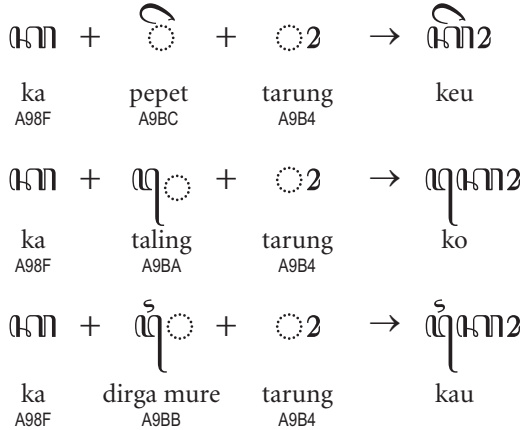 ꦏ + ◌ꦼ + ◌ꦴ → ꦏꦼꦴ
ka pepet tarung keu
A98F A9BC A9B4
ꦏ + ꦺ◌ + ◌ꦴ → ꦏꦺꦴ
ka taling tarung ko
A98F A9BA A9B4
ꦏ + ꦻ◌ + ◌ꦴ → ꦏꦻꦴ
ka dirga mure tarung kau
A98F A9BB A9B4